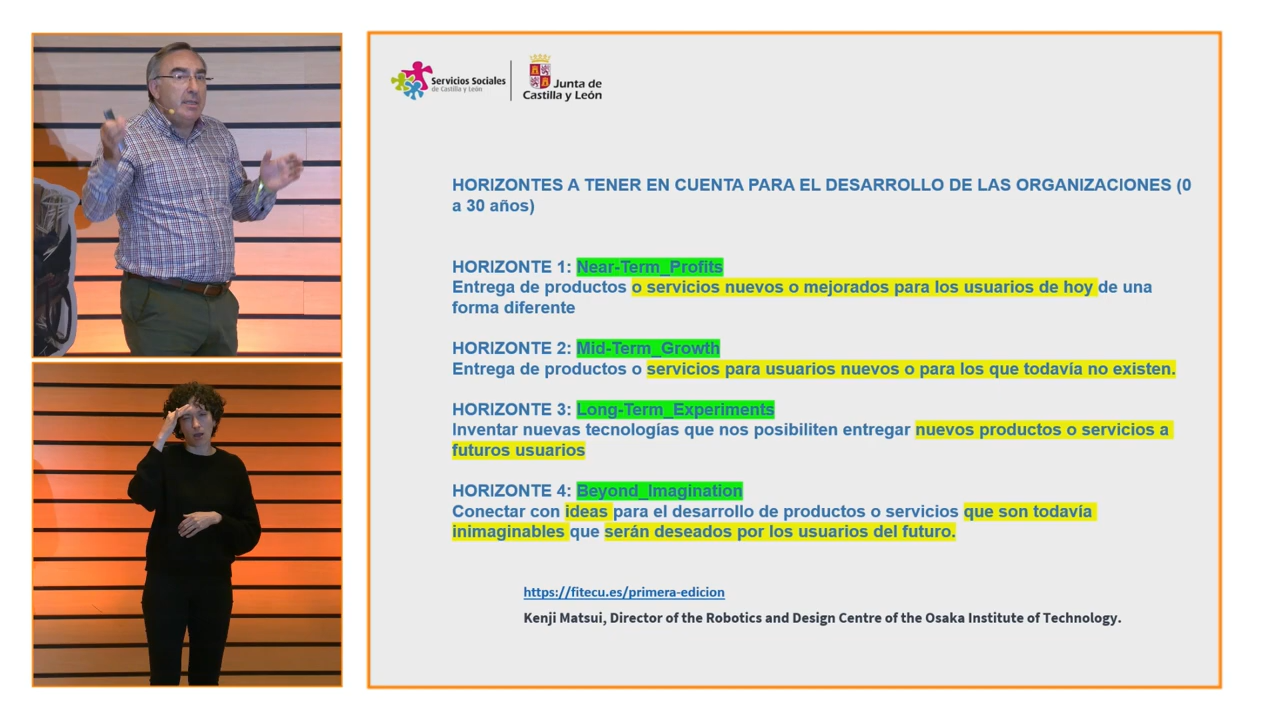 Servicios Sociales
de Castilla y León
Junta de
Castilla y León
HORIZONTES A TENER EN CUENTA PARA EL DESARROLLO DE LAS ORGANIZACIONES (0
a 30 años)
HORIZONTE 1: Near-Term_Profits
Entrega de productos o servicios nuevos o mejorados para los usuarios de hoy de una
forma diferente
HORIZONTE 2: Mid-Term_Growth
Entrega de productos o servicios para usuarios nuevos o para los que todavía no existen.
HORIZONTE 3: Long-Term_Experiments
Inventar nuevas tecnologías que nos posibiliten entregar nuevos productos o servicios a
futuros usuarios
HORIZONTE 4: Beyond_Imagination
Conectar con ideas para el desarrollo de productos o servicios que son todavía
inimaginables que serán deseados por los usuarios del futuro.
https://fitecu.es/primera-edicion
Kenji Matsui, Director of the Robotics and Design Centre of the Osaka Institute of Technology.